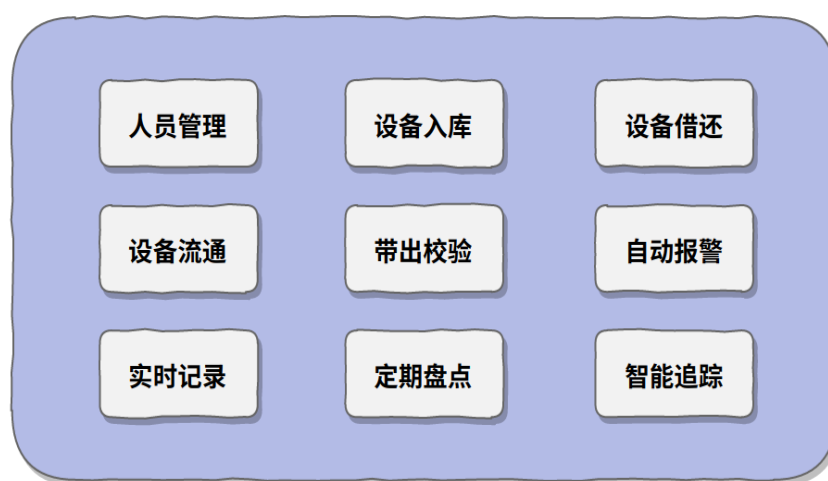 人员管理
设备入库
设备借还
设备流通
带出校验
自动报警
实时记录
定期盘点
智能追踪